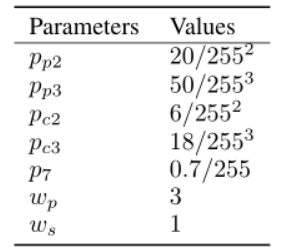 Parameters Values
p_{p2} 20/255^2
p_{p3} 50/255^3
p_{c2} 6/255^2
p_{c3} 18/255^3
p_7 0.7/255
w_p 3
w_s 1